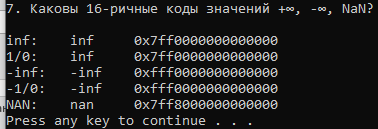 7. Каковы 16-ричные коды значений +∞, -∞, NaN?
inf: inf 0x7ff0000000000000
1/0: inf 0x7ff0000000000000
-inf: -inf 0xfff0000000000000
-1/0: -inf 0xfff0000000000000
NAN: nan 0x7ff8000000000000
Press any key to continue . . .